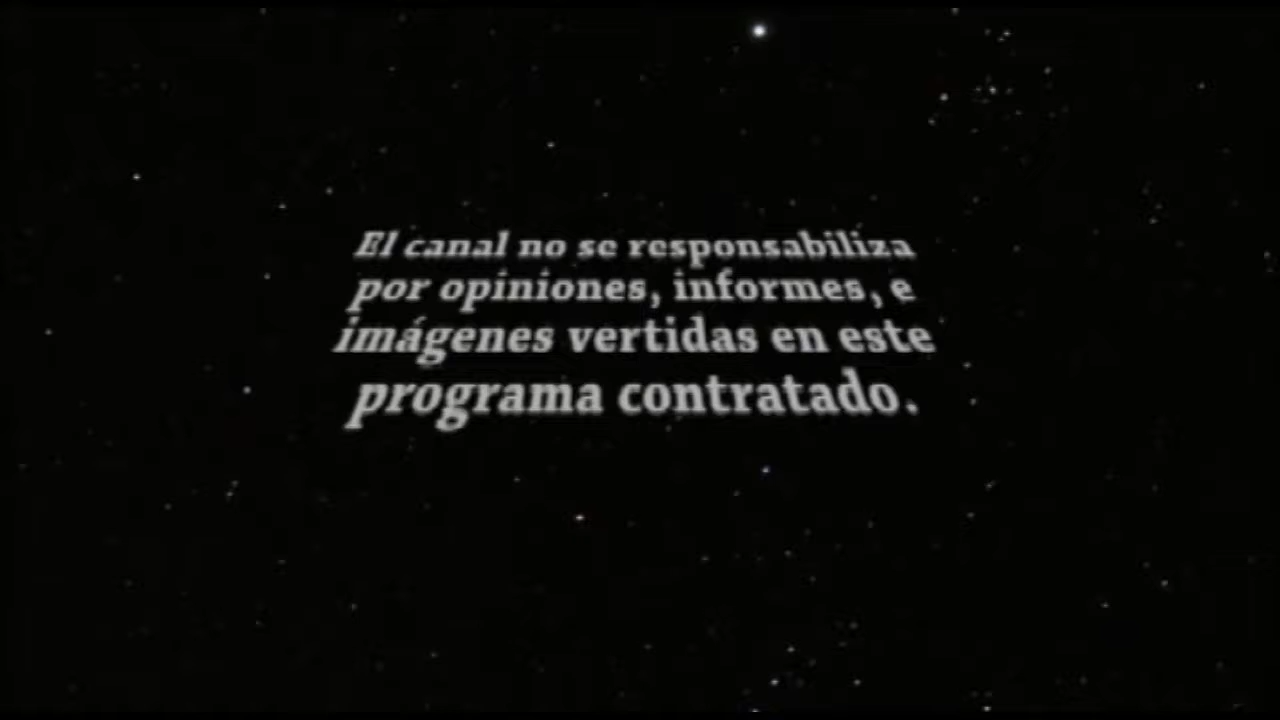 El canal no se responsabiliza
por opiniones, informes, e
imágenes vertidas en este
programa contratado.